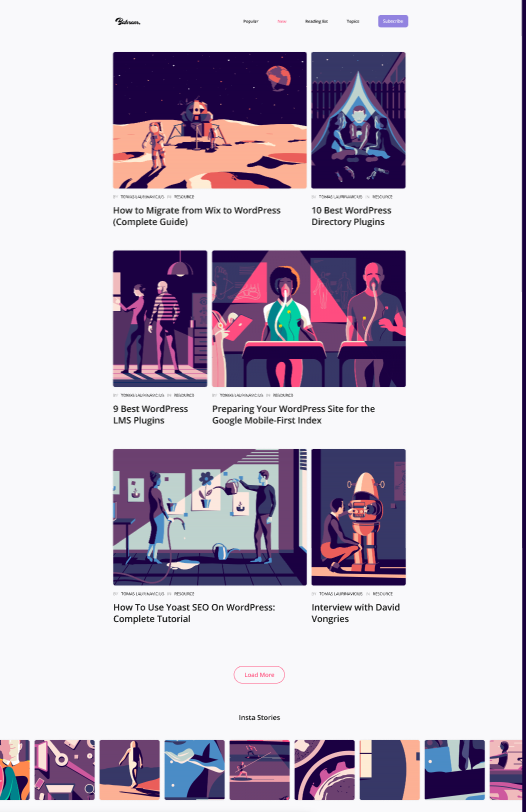 Popular New Reading list Topics Subscribe
BY TOMAS LAURINAVICIUS IN RESOURCE
How to Migrate from Wix to WordPress
(Complete Guide)
BY TOMAS LAURINAVICIUS IN RESOURCE
10 Best WordPress
Directory Plugins
BY TOMAS LAURINAVICIUS IN RESOURCE
9 Best WordPress
LMS Plugins
BY TOMAS LAURINAVICIUS IN RESOURCE
Preparing Your WordPress Site for the
Google Mobile-First Index
BY TOMAS LAURINAVICIUS IN RESOURCE
How To Use Yoast SEO On WordPress:
Complete Tutorial
BY TOMAS LAURINAVICIUS IN RESOURCE
Interview with David
Vongries
Load More
Insta Stories